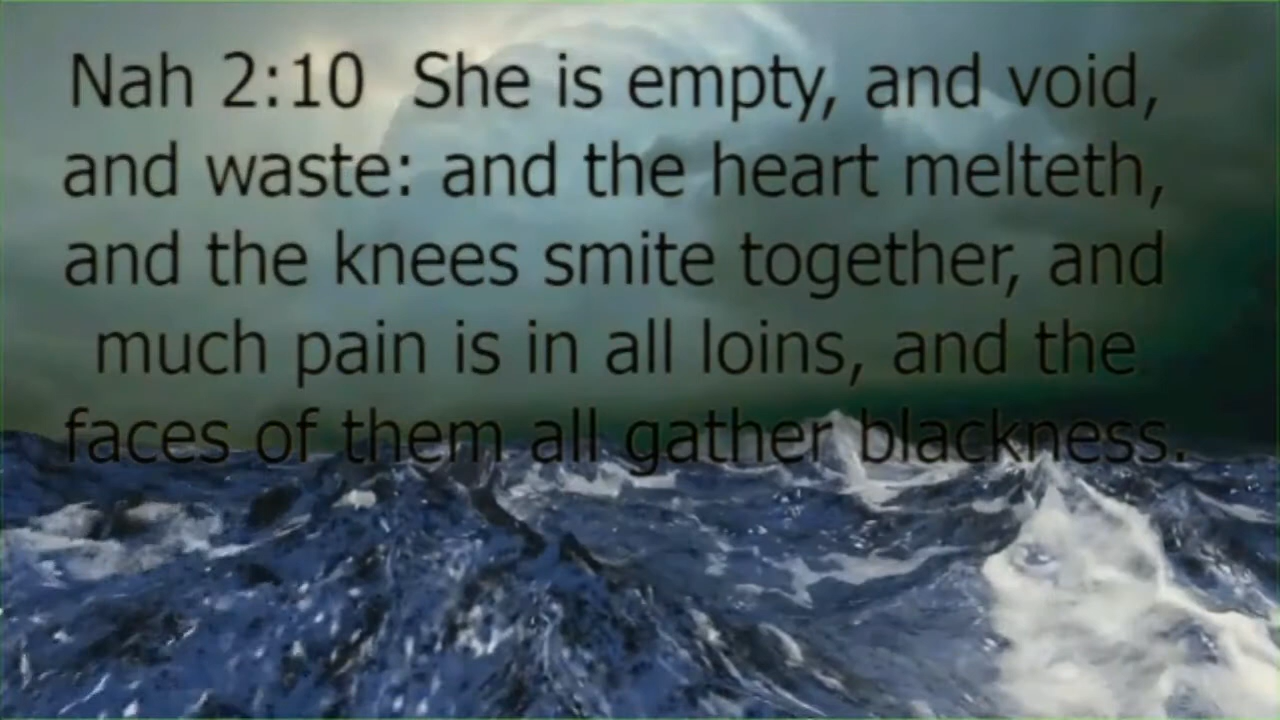 Nah 2:10 She is empty, and void,
and waste: and the heart melteth,
and the knees smite together, and
much pain is in all loins, and the
faces of them all gather blackness.